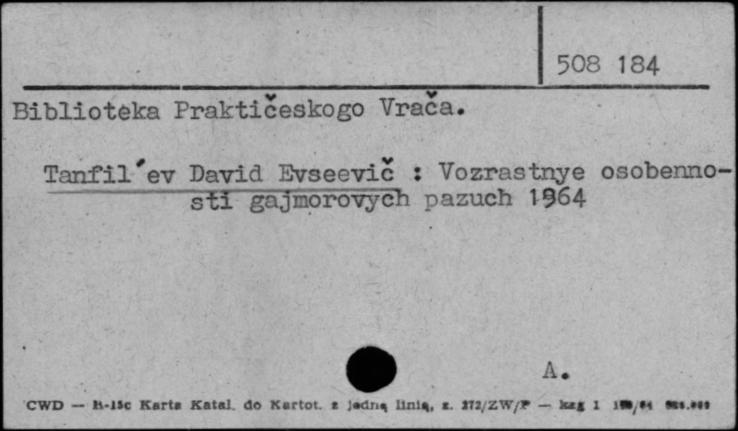 508 184
Biblioteka Praktičeskogo Vrača.
Tanfil´ev David Evseevič : Vozrastnye osobenno-
sti gajmorovych pazuch 1964
A.
CWD — H-15c Karta Katal. do Kartot. z jedną linią, z. 272/ZW/P — kzg 1